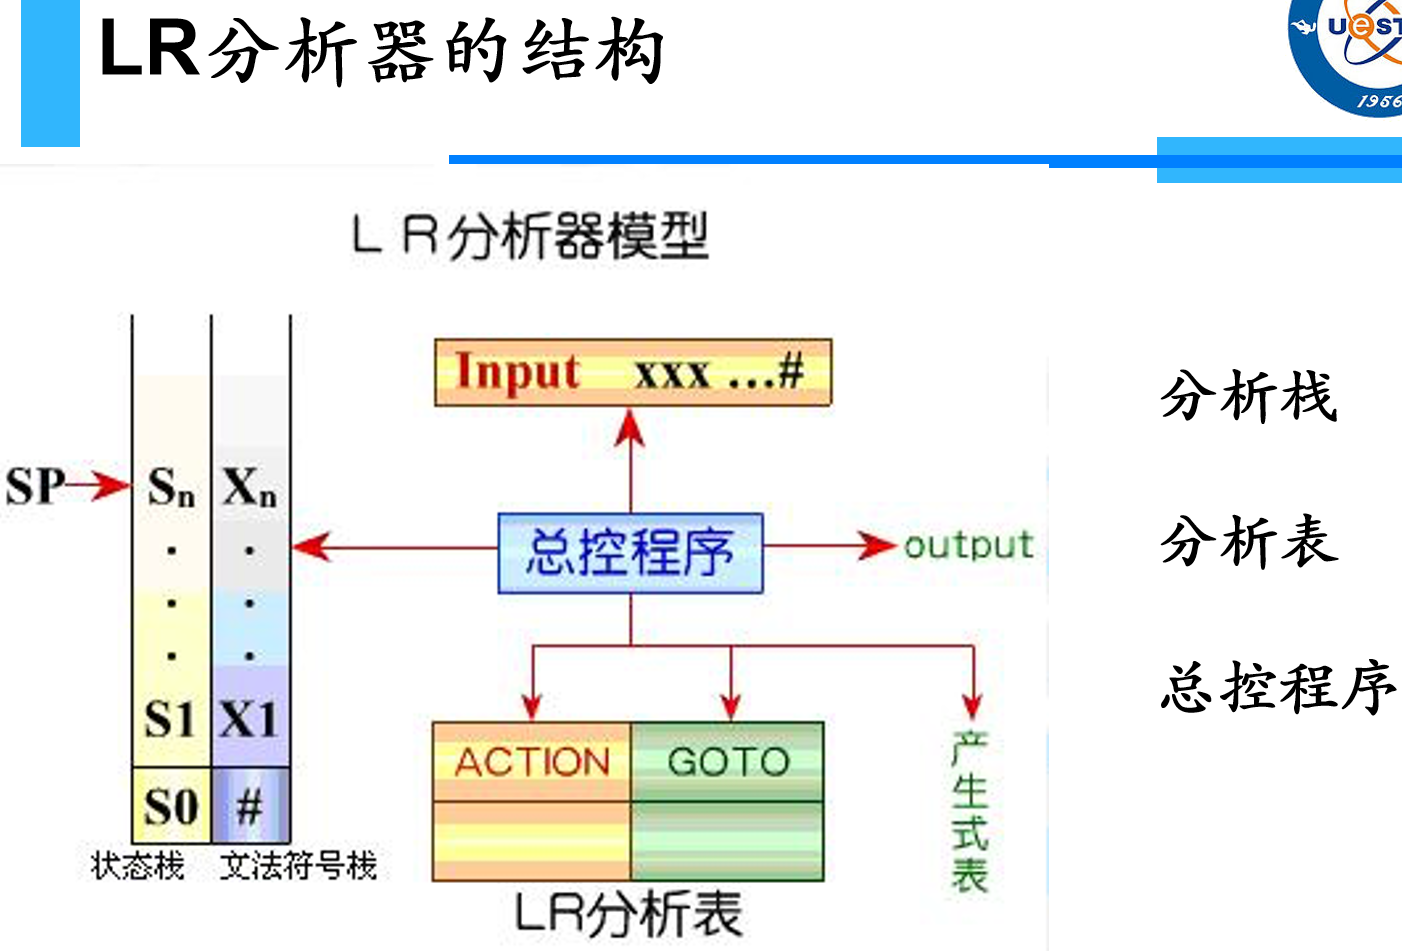 LR分析器的结构
UEST
1956
LR分析器模型
Input xxx …#
分析栈
SP
Sn Xn
总控程序
output
分析表
S1 X1
总控程序
ACTION GOTO
产生式表
S0 #
状态栈 文法符号栈
LR分析表